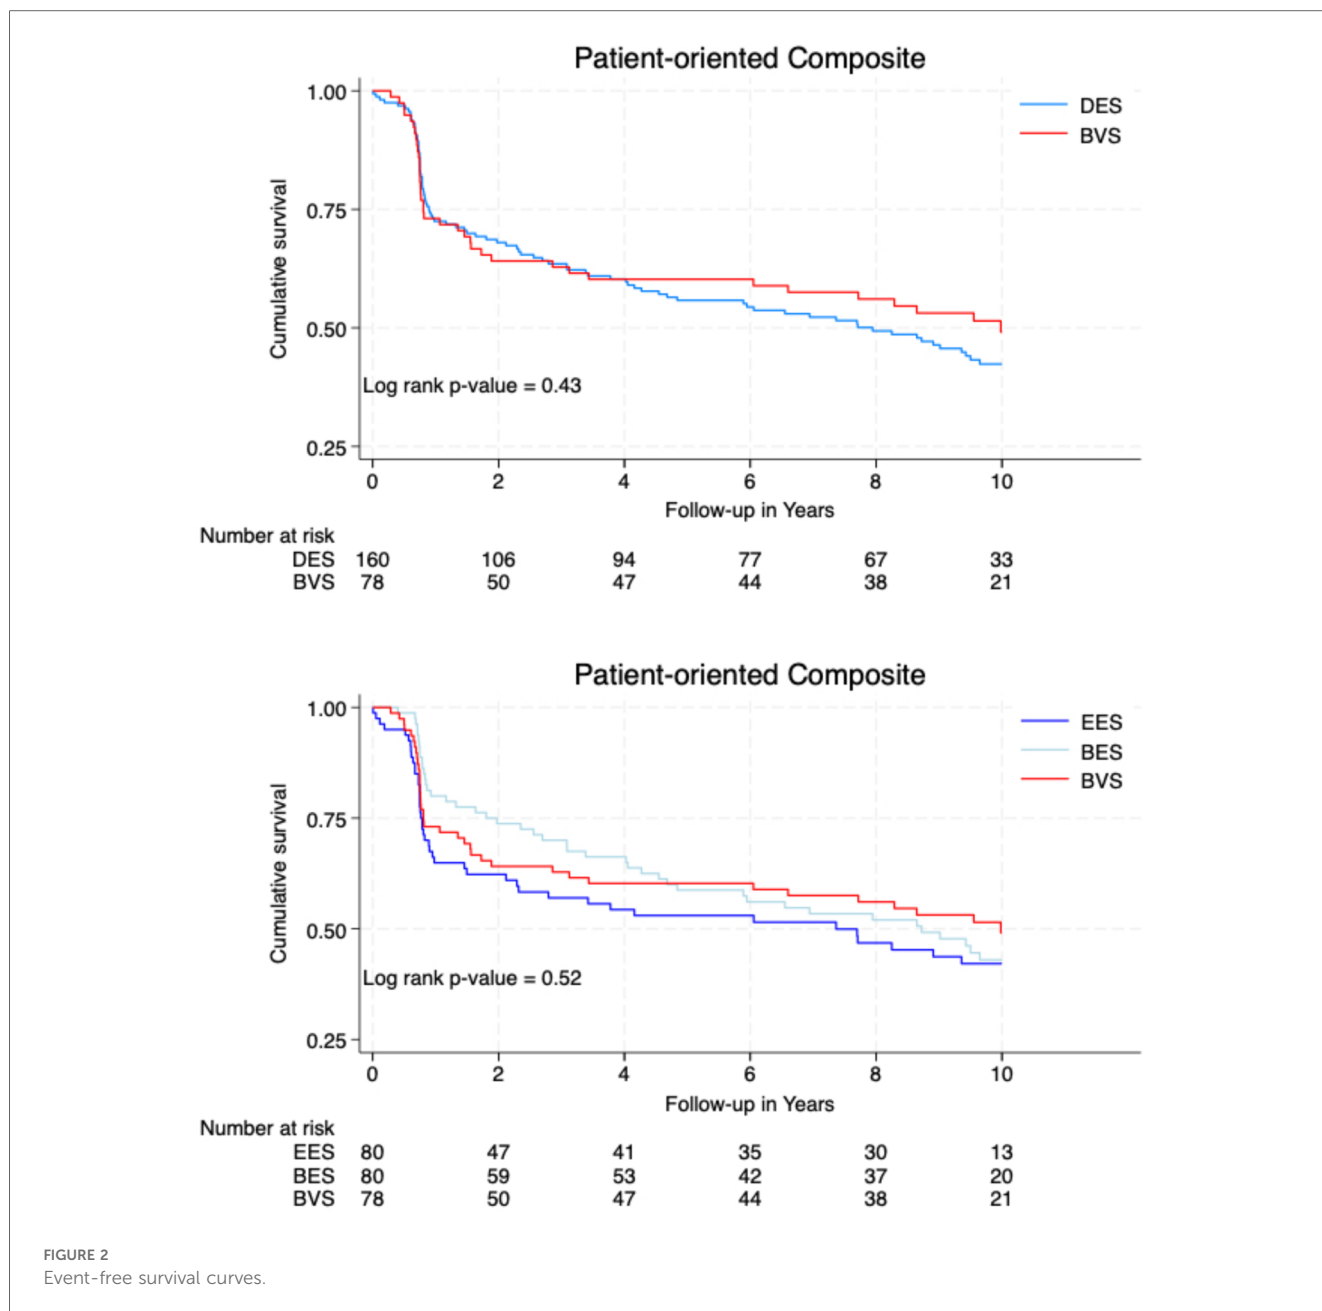 Patient-oriented Composite
1.00
0.75
0.50
0.25
Cumulative survival
DES
BVS
Log rank p-value = 0.43
0 2 4 6 8 10
Follow-up in Years
Number at risk
DES 160 106 94 77 67 33
BVS 78 50 47 44 38 21
Patient-oriented Composite
1.00
0.75
0.50
0.25
Cumulative survival
EES
BES
BVS
Log rank p-value = 0.52
0 2 4 6 8 10
Follow-up in Years
Number at risk
EES 80 47 41 35 30 13
BES 80 59 53 42 37 20
BVS 78 50 47 44 38 21
FIGURE 2
Event-free survival curves.